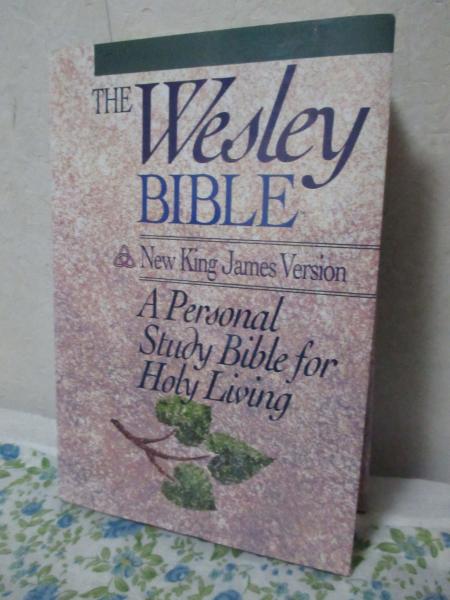 THE Wesley
BIBLE
New King James Version
A Personal
Study Bible for
Holy Living